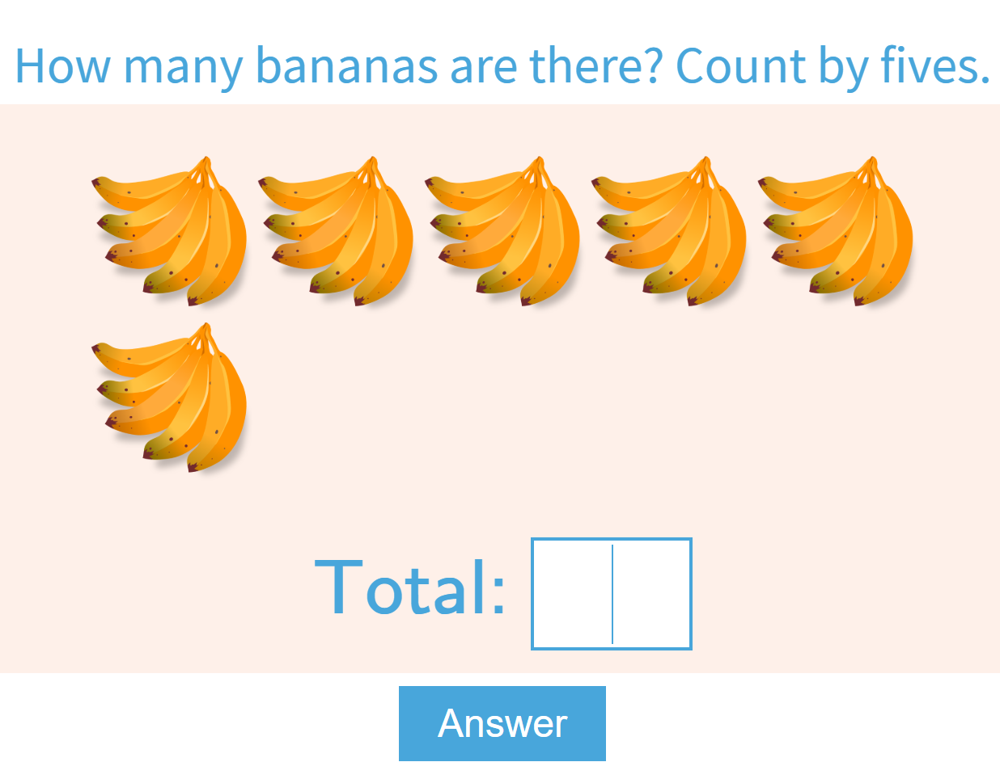 How many bananas are there? Count by fives.
Total:
Answer